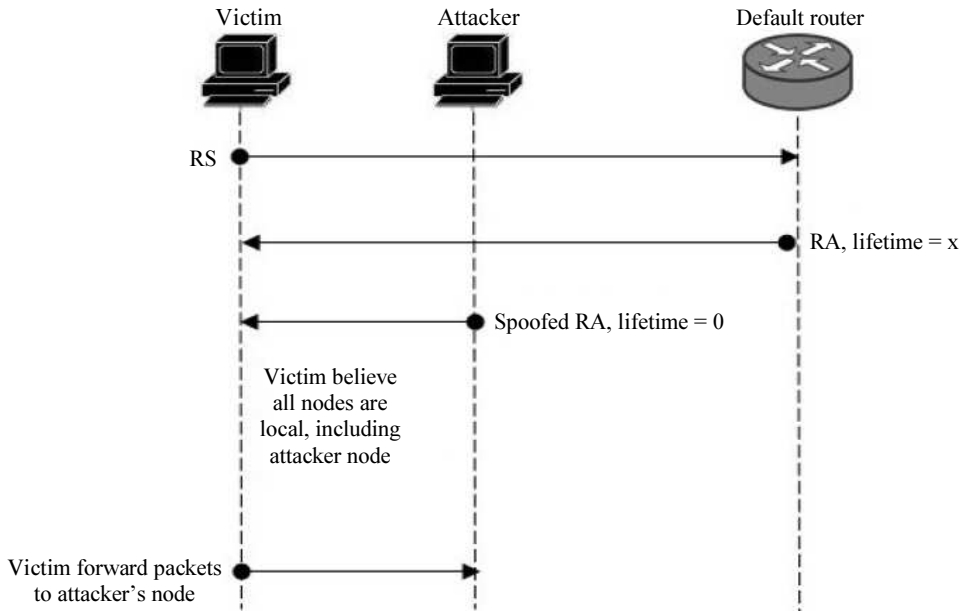 Victim
Attacker
Default router
RS
RA, lifetime = x
Spoofed RA, lifetime = 0
Victim believe
all nodes are
local, including
attacker node
Victim forward packets
to attacker's node